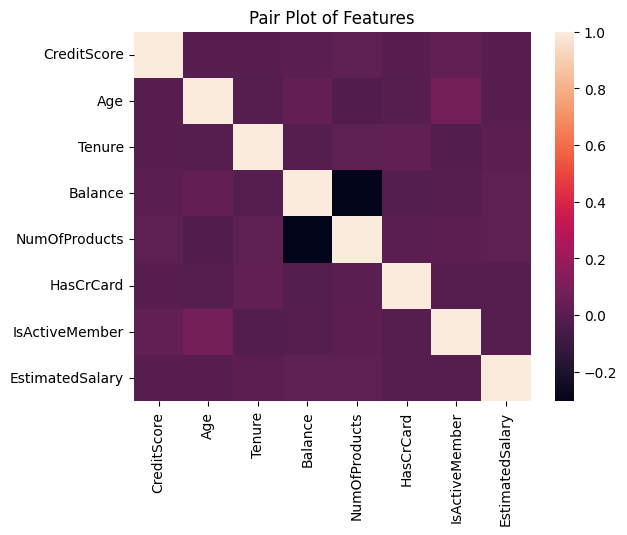 Pair Plot of Features
CreditScore
Age
Tenure
Balance
NumOfProducts
HasCrCard
IsActiveMember
EstimatedSalary
CreditScore
Age
Tenure
Balance
NumOfProducts
HasCrCard
IsActiveMember
EstimatedSalary
1.0
0.8
0.6
0.4
0.2
0.0
−0.2